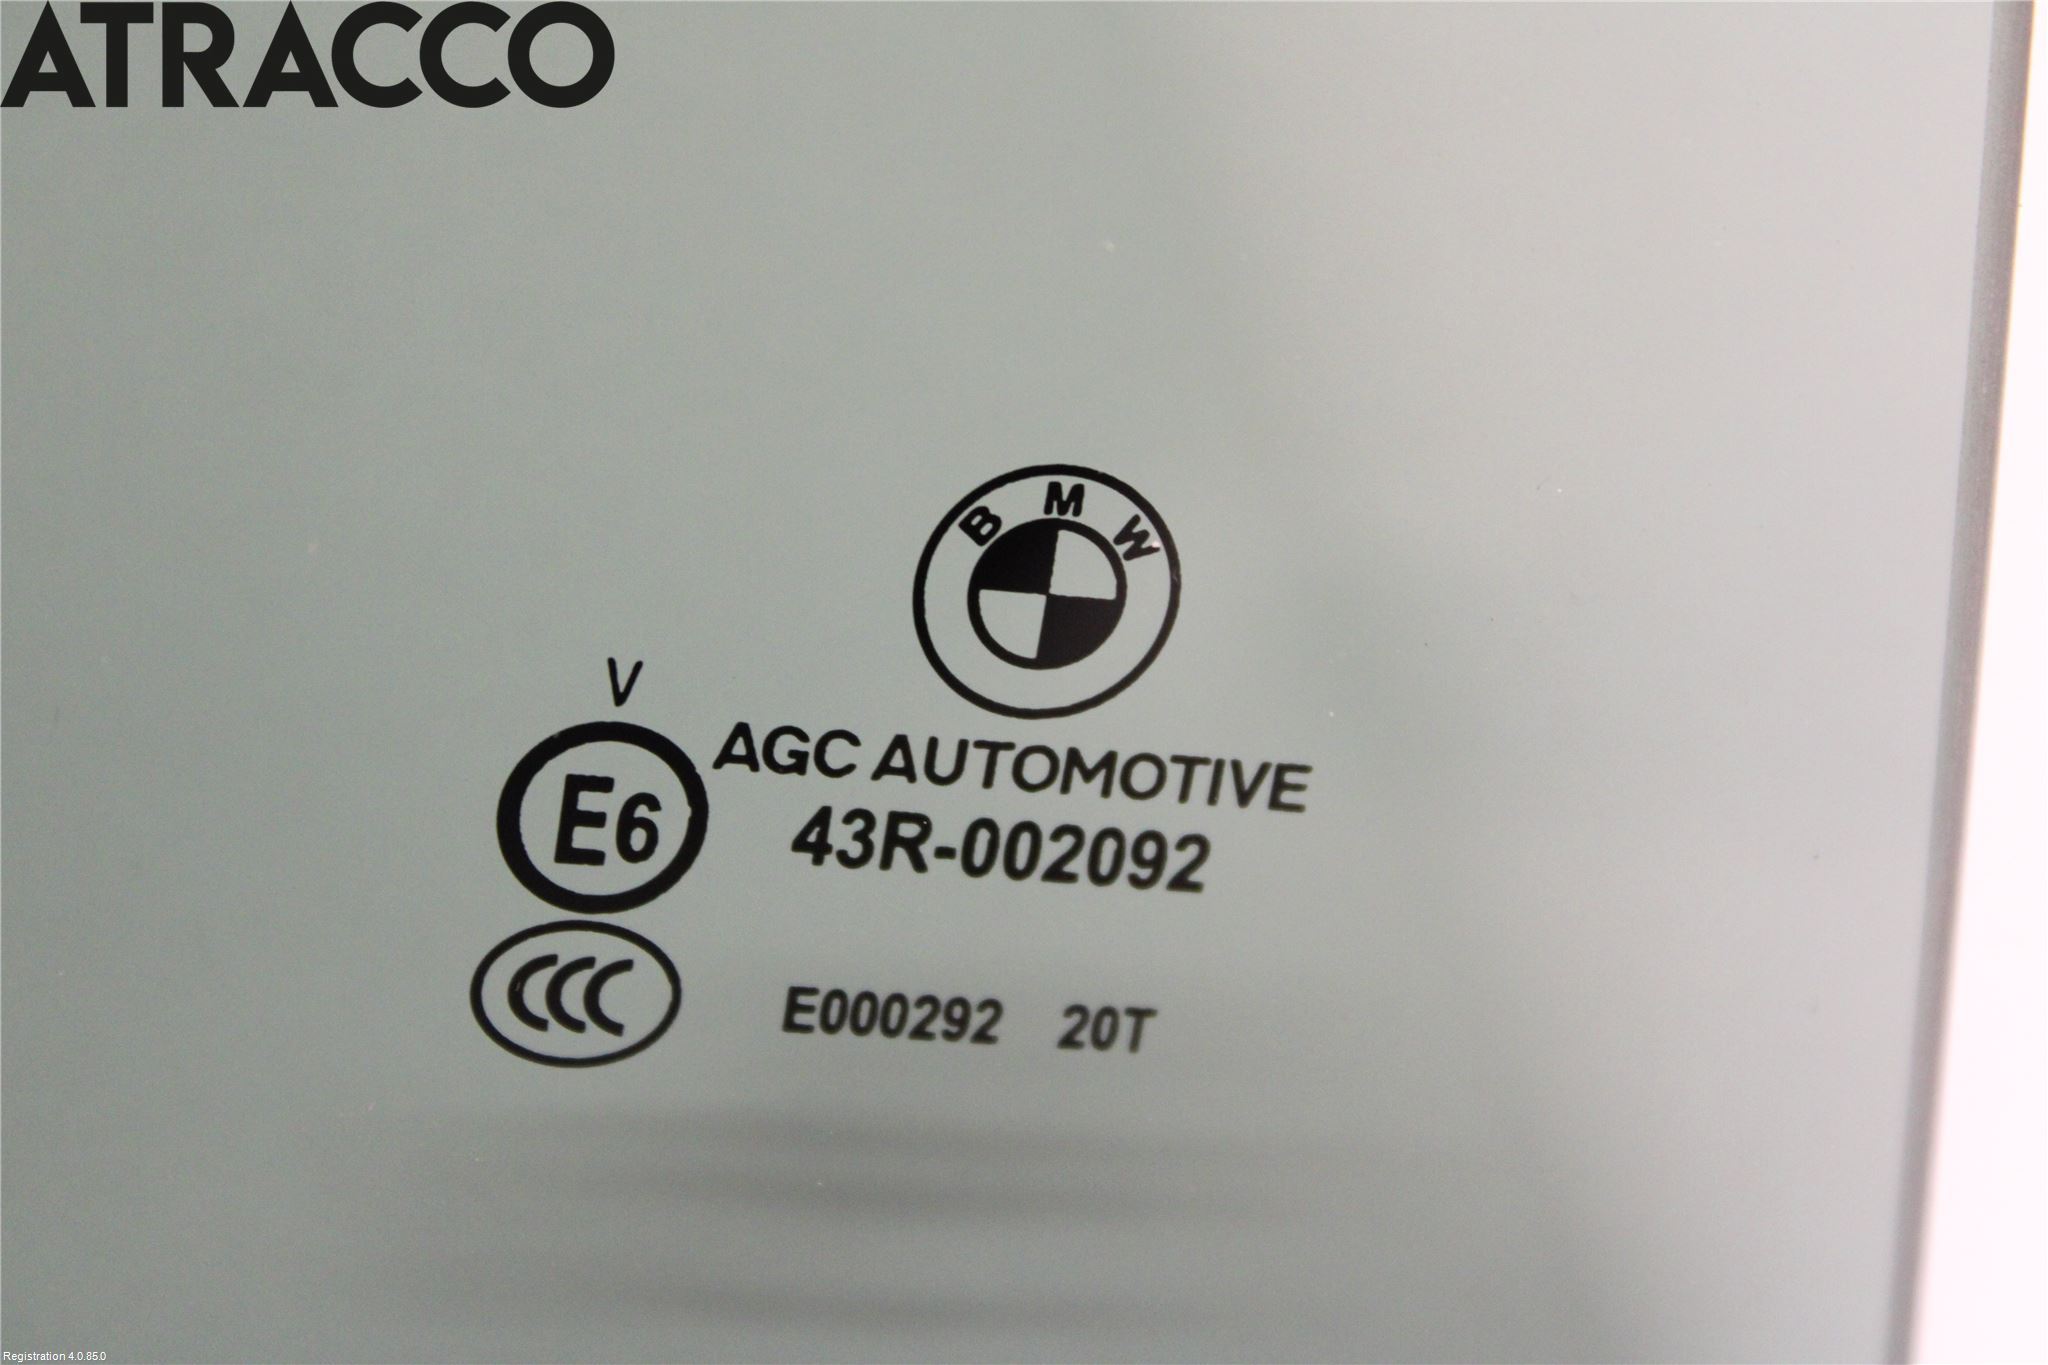 ATRACCO
B M W
V
AGC AUTOMOTIVE
E6
43R-002092
CCC
E000292 20T
Registration 4.0.85.0